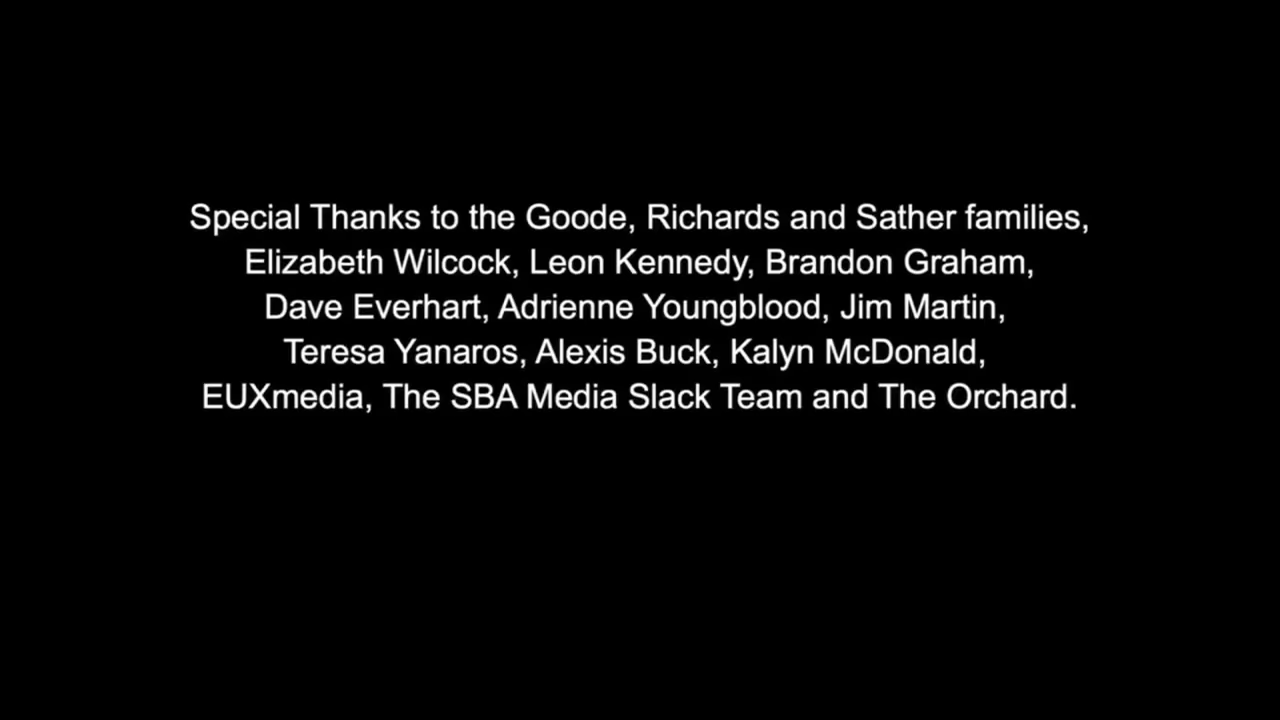 Special Thanks to the Goode, Richards and Sather families,
Elizabeth Wilcock, Leon Kennedy, Brandon Graham,
Dave Everhart, Adrienne Youngblood, Jim Martin,
Teresa Yanaros, Alexis Buck, Kalyn McDonald,
EUXmedia, The SBA Media Slack Team and The Orchard.